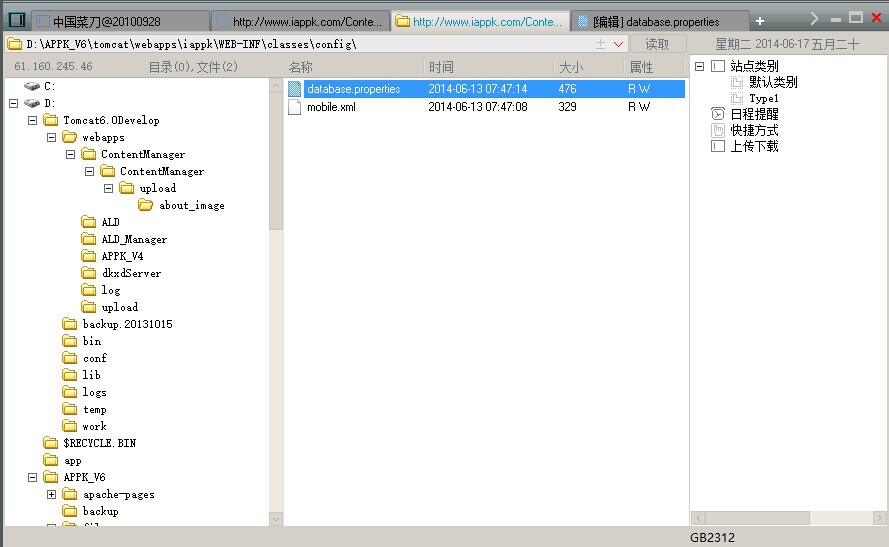 中国菜刀@20100928
http://www.iappk.com/Conte...
http://www.iappk.com/Conte...
[编辑] database.properties
D:\APPK_V6\tomcat\webapps\iappk\WEB-INF\classes\config\
读取
星期二 2014-06-17 五月二十
61.160.245.46
目录(0),文件(2)
名称 时间 大小 属性
C:
D:
Tomcat6.0Develop
webapps
ContentManager
ContentManager
upload
about_image
ALD
ALD_Manager
APPK_V4
dkxdServer
log
upload
backup.20131015
bin
conf
lib
logs
temp
work
$RECYCLE.BIN
app
APPK_V6
apache-pages
backup
database.properties 2014-06-13 07:47:14 476 R W
mobile.xml 2014-06-13 07:47:08 329 R W
站点类别
默认类别
Type1
日程提醒
快捷方式
上传下载
GB2312